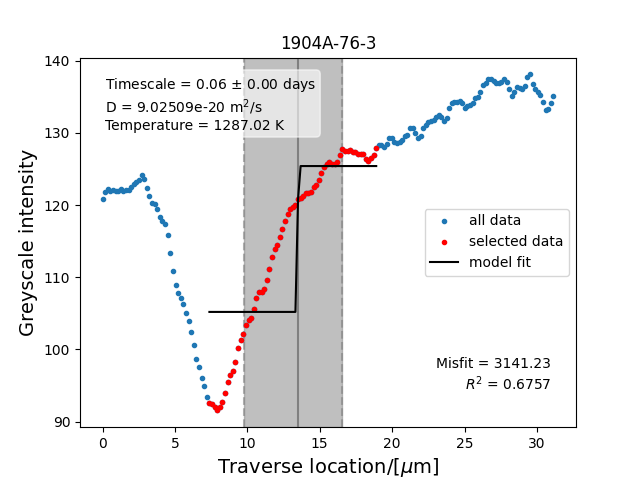 1904A-76-3
Timescale = 0.06 ± 0.00 days
D = 9.02509e-20 m²/s
Temperature = 1287.02 K
Greyscale intensity
140
130
120
110
100
90
all data
selected data
model fit
Misfit = 3141.23
R² = 0.6757
0 5 10 15 20 25 30
Traverse location/[μm]